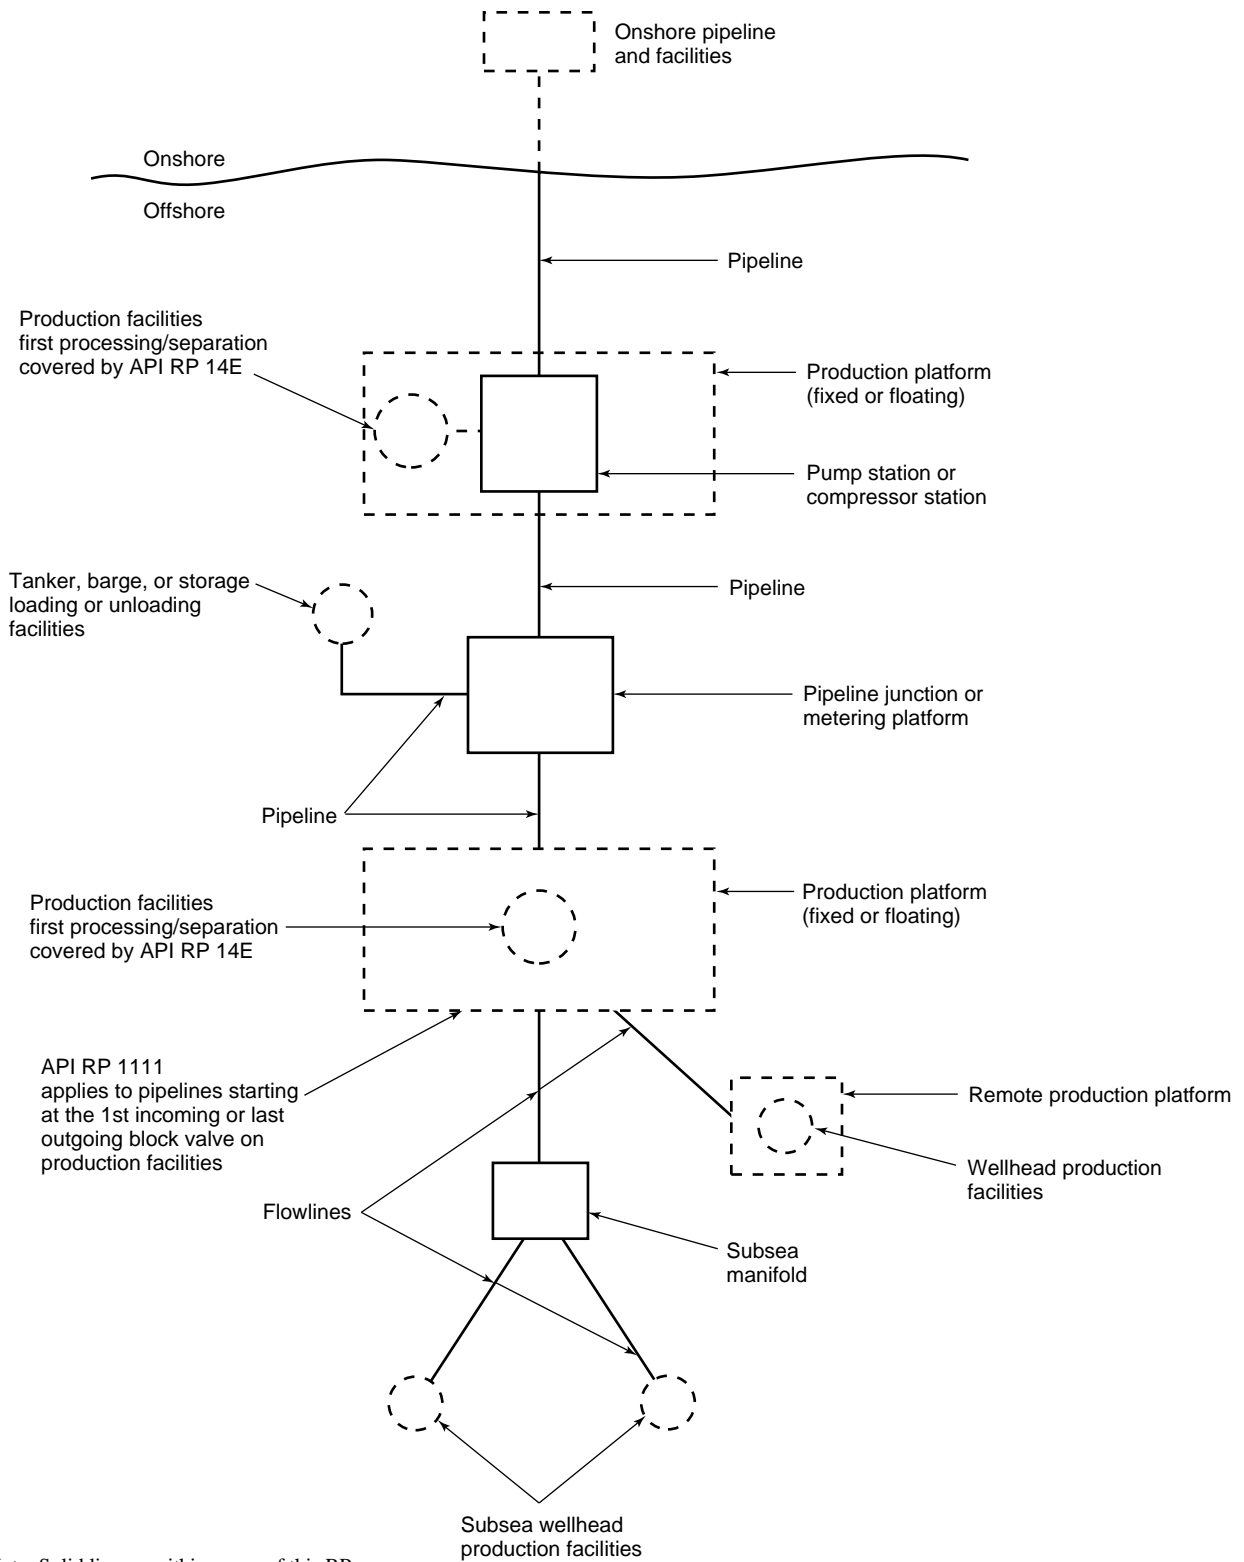 Onshore pipeline
and facilities
Onshore
Offshore
Pipeline
Production facilities
first processing/separation
covered by API RP 14E
Production platform
(fixed or floating)
Pump station or
compressor station
Tanker, barge, or storage
loading or unloading
facilities
Pipeline
Pipeline junction or
metering platform
Pipeline
Production facilities
first processing/separation
covered by API RP 14E
Production platform
(fixed or floating)
API RP 1111
applies to pipelines starting
at the 1st incoming or last
outgoing block valve on
production facilities
Remote production platform
Wellhead production
facilities
Flowlines
Subsea
manifold
Subsea wellhead
production facilities